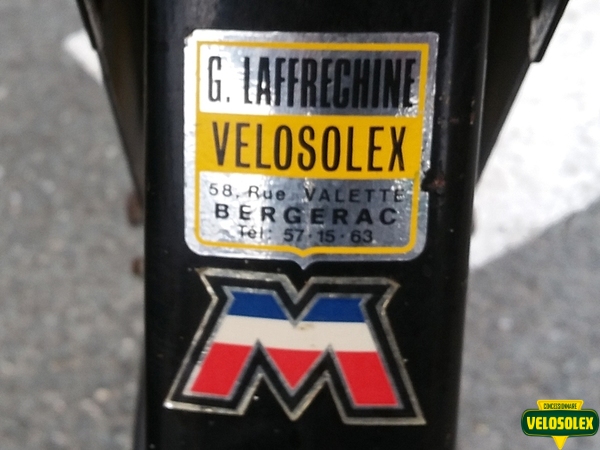 G. LAFFRECHINE
VELOSOLEX
58, Rue VALETTE
BERGERAC
Tél: 57·15·63
M
CONCESSIONNAIRE
VELOSOLEX